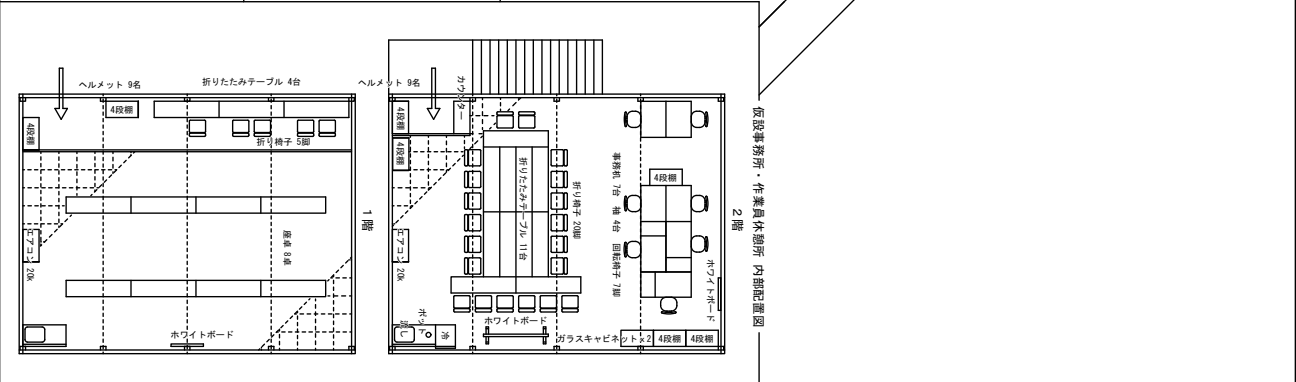 ヘルメット 9名
折りたたみテーブル 4台
4段棚
4段棚
折り椅子 5脚
座卓 8卓
エアコン 20k
ホワイトボード
1階
ヘルメット 9名
カウンター
4段棚
4段棚
折りたたみテーブル 11台
折り椅子 20脚
事務机 7台 袖 4台 回転椅子 7脚
4段棚
エアコン 20k
ホワイトボード
流し
ポット
冷
ホワイトボード
ガラスキャビネットx2
4段棚
4段棚
2階
仮設事務所・作業員休憩所 内部配置図